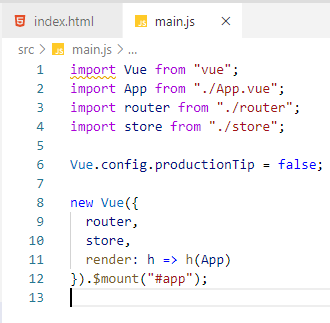 index.html
JS main.js ×
src > JS main.js > ...
1 import Vue from "vue";
2 import App from "./App.vue";
3 import router from "./router";
4 import store from "./store";
5
6 Vue.config.productionTip = false;
7
8 new Vue({
9   router,
10   store,
11   render: h => h(App)
12 }).$mount("#app");
13